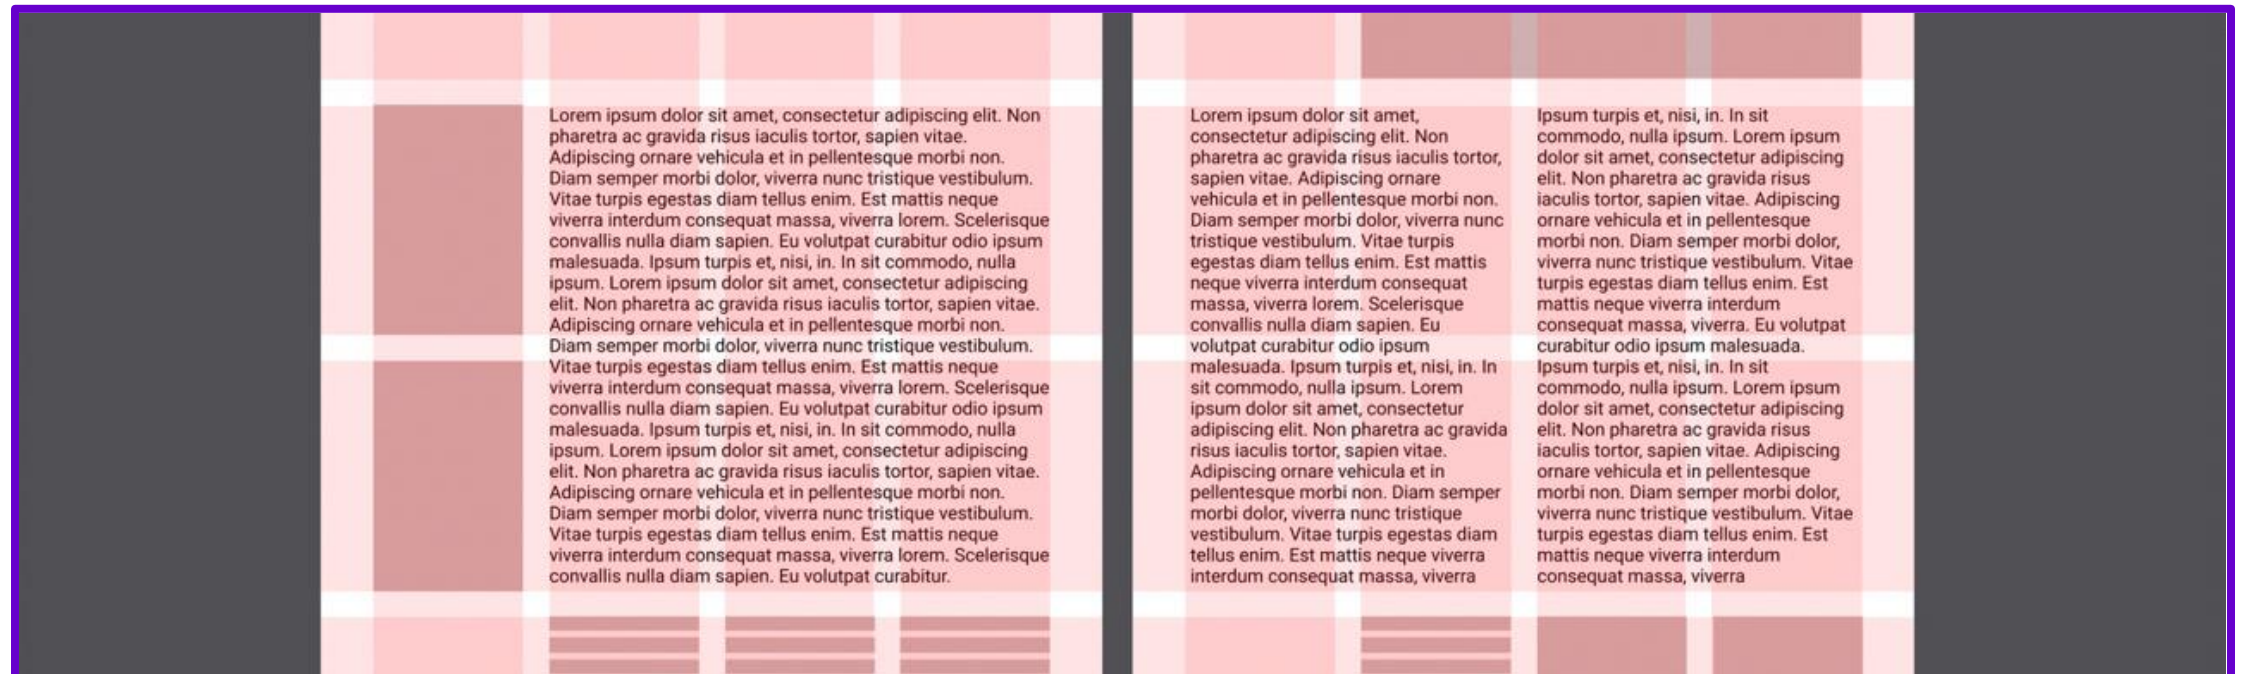 Lorem ipsum dolor sit amet, consectetur adipiscing elit. Non
pharetra ac gravida risus iaculis tortor, sapien vitae.
Adipiscing ornare vehicula et in pellentesque morbi non.
Diam semper morbi dolor, viverra nunc tristique vestibulum.
Vitae turpis egestas diam tellus enim. Est mattis neque
viverra interdum consequat massa, viverra lorem. Scelerisque
convallis nulla diam sapien. Eu volutpat curabitur odio ipsum
malesuada. Ipsum turpis et, nisi, in. In sit commodo, nulla
ipsum. Lorem ipsum dolor sit amet, consectetur adipiscing
elit. Non pharetra ac gravida risus iaculis tortor, sapien vitae.
Adipiscing ornare vehicula et in pellentesque morbi non.
Diam semper morbi dolor, viverra nunc tristique vestibulum.
Vitae turpis egestas diam tellus enim. Est mattis neque
viverra interdum consequat massa, viverra lorem. Scelerisque
convallis nulla diam sapien. Eu volutpat curabitur odio ipsum
malesuada. Ipsum turpis et, nisi, in. In sit commodo, nulla
ipsum. Lorem ipsum dolor sit amet, consectetur adipiscing
elit. Non pharetra ac gravida risus iaculis tortor, sapien vitae.
Adipiscing ornare vehicula et in pellentesque morbi non.
Diam semper morbi dolor, viverra nunc tristique vestibulum.
Vitae turpis egestas diam tellus enim. Est mattis neque
viverra interdum consequat massa, viverra lorem. Scelerisque
convallis nulla diam sapien. Eu volutpat curabitur.
Lorem ipsum dolor sit amet,
consectetur adipiscing elit. Non
pharetra ac gravida risus iaculis tortor,
sapien vitae. Adipiscing ornare
vehicula et in pellentesque morbi non.
Diam semper morbi dolor, viverra nunc
tristique vestibulum. Vitae turpis
egestas diam tellus enim. Est mattis
neque viverra interdum consequat
massa, viverra lorem. Scelerisque
convallis nulla diam sapien. Eu
volutpat curabitur odio ipsum
malesuada. Ipsum turpis et, nisi, in. In
sit commodo, nulla ipsum. Lorem
ipsum dolor sit amet, consectetur
adipiscing elit. Non pharetra ac gravida
risus iaculis tortor, sapien vitae.
Adipiscing ornare vehicula et in
pellentesque morbi non. Diam semper
morbi dolor, viverra nunc tristique
vestibulum. Vitae turpis egestas diam
tellus enim. Est mattis neque viverra
interdum consequat massa, viverra
Ipsum turpis et, nisi, in. In sit
commodo, nulla ipsum. Lorem ipsum
dolor sit amet, consectetur adipiscing
elit. Non pharetra ac gravida risus
iaculis tortor, sapien vitae. Adipiscing
ornare vehicula et in pellentesque
morbi non. Diam semper morbi dolor,
viverra nunc tristique vestibulum. Vitae
turpis egestas diam tellus enim. Est
mattis neque viverra interdum
consequat massa, viverra. Eu volutpat
curabitur odio ipsum malesuada.
Ipsum turpis et, nisi, in. In sit
commodo, nulla ipsum. Lorem ipsum
dolor sit amet, consectetur adipiscing
elit. Non pharetra ac gravida risus
iaculis tortor, sapien vitae. Adipiscing
ornare vehicula et in pellentesque
morbi non. Diam semper morbi dolor,
viverra nunc tristique vestibulum. Vitae
turpis egestas diam tellus enim. Est
mattis neque viverra interdum
consequat massa, viverra